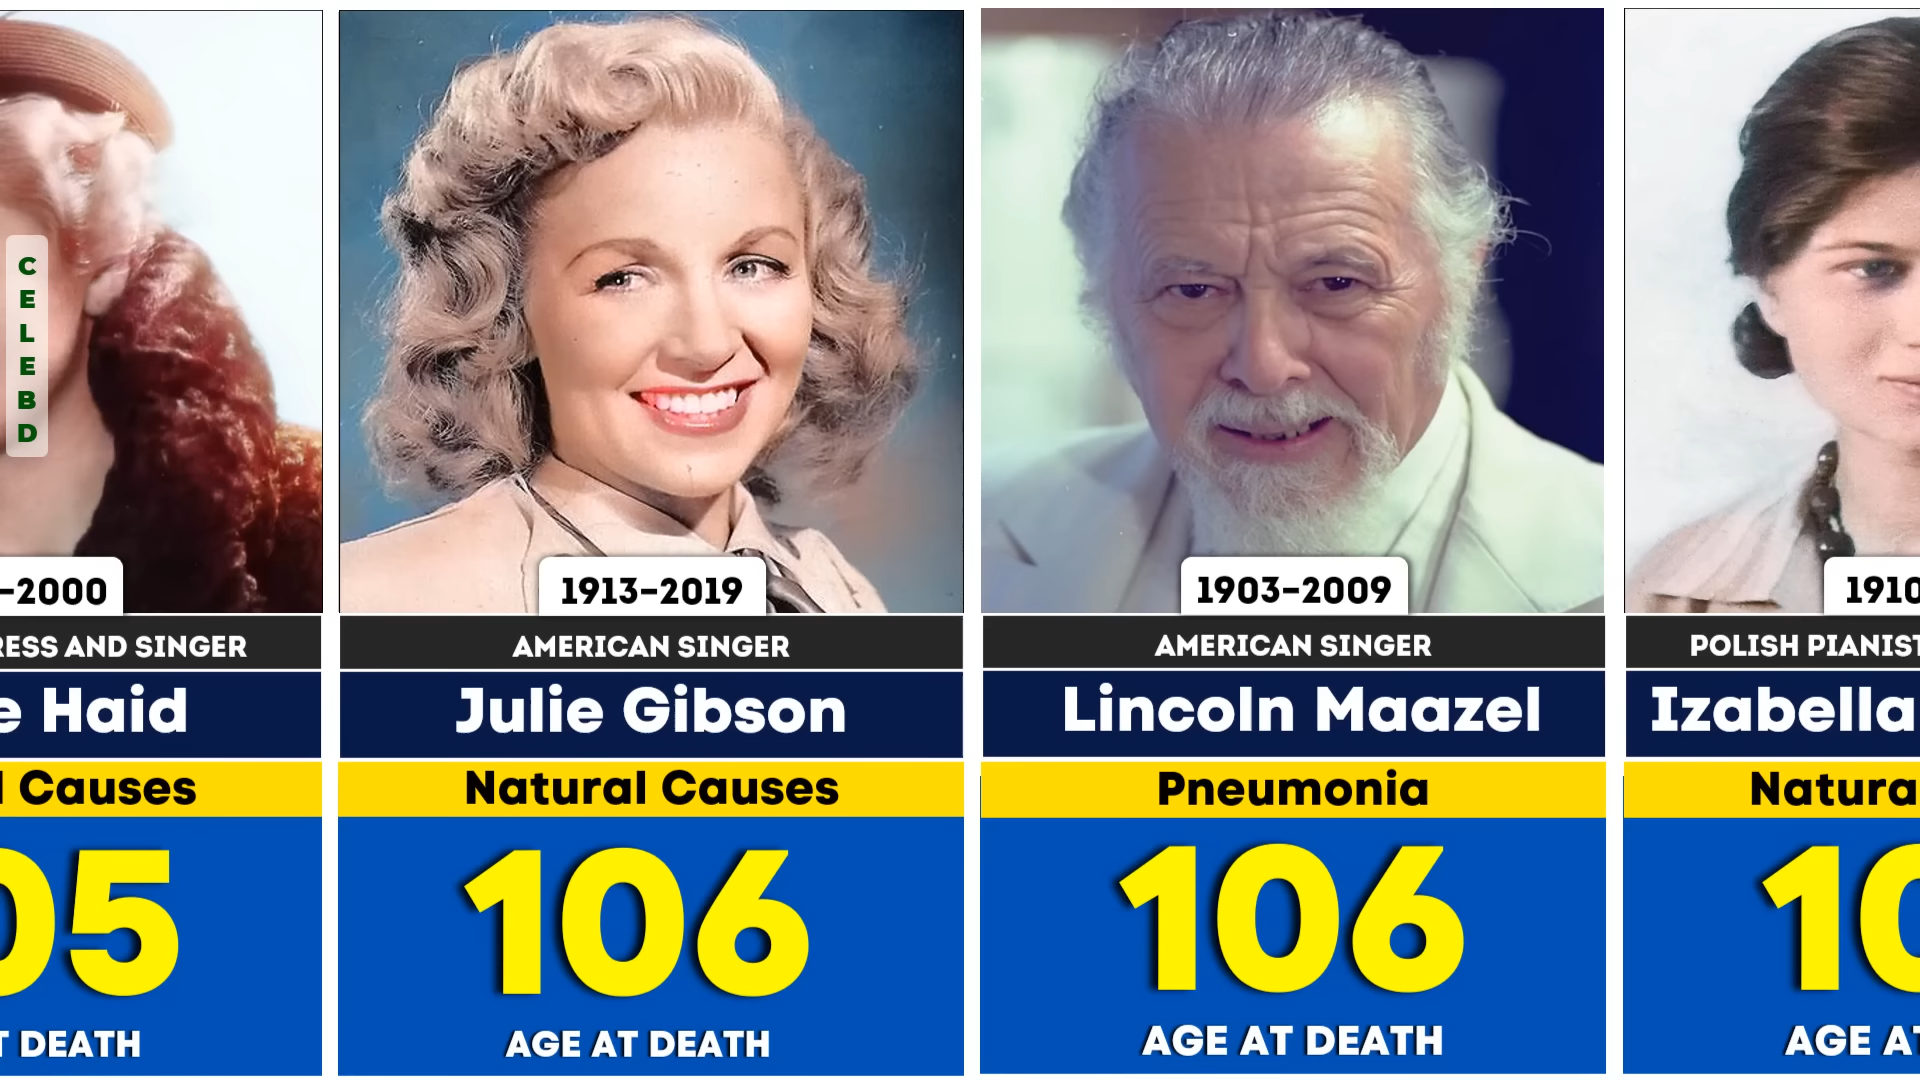 CELEBD
-2000
RESS AND SINGER
e Haid
l Causes
05
T DEATH
1913-2019
AMERICAN SINGER
Julie Gibson
Natural Causes
106
AGE AT DEATH
1903-2009
AMERICAN SINGER
Lincoln Maazel
Pneumonia
106
AGE AT DEATH
1910
POLISH PIANIST
Izabella
Natura
10
AGE AT